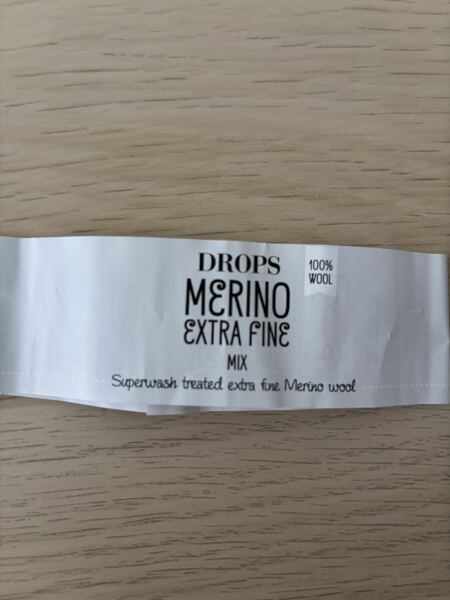 DROPS
100%
WOOL
MERINO
EXTRA FINE
MIX
Superwash treated extra fine Merino wool